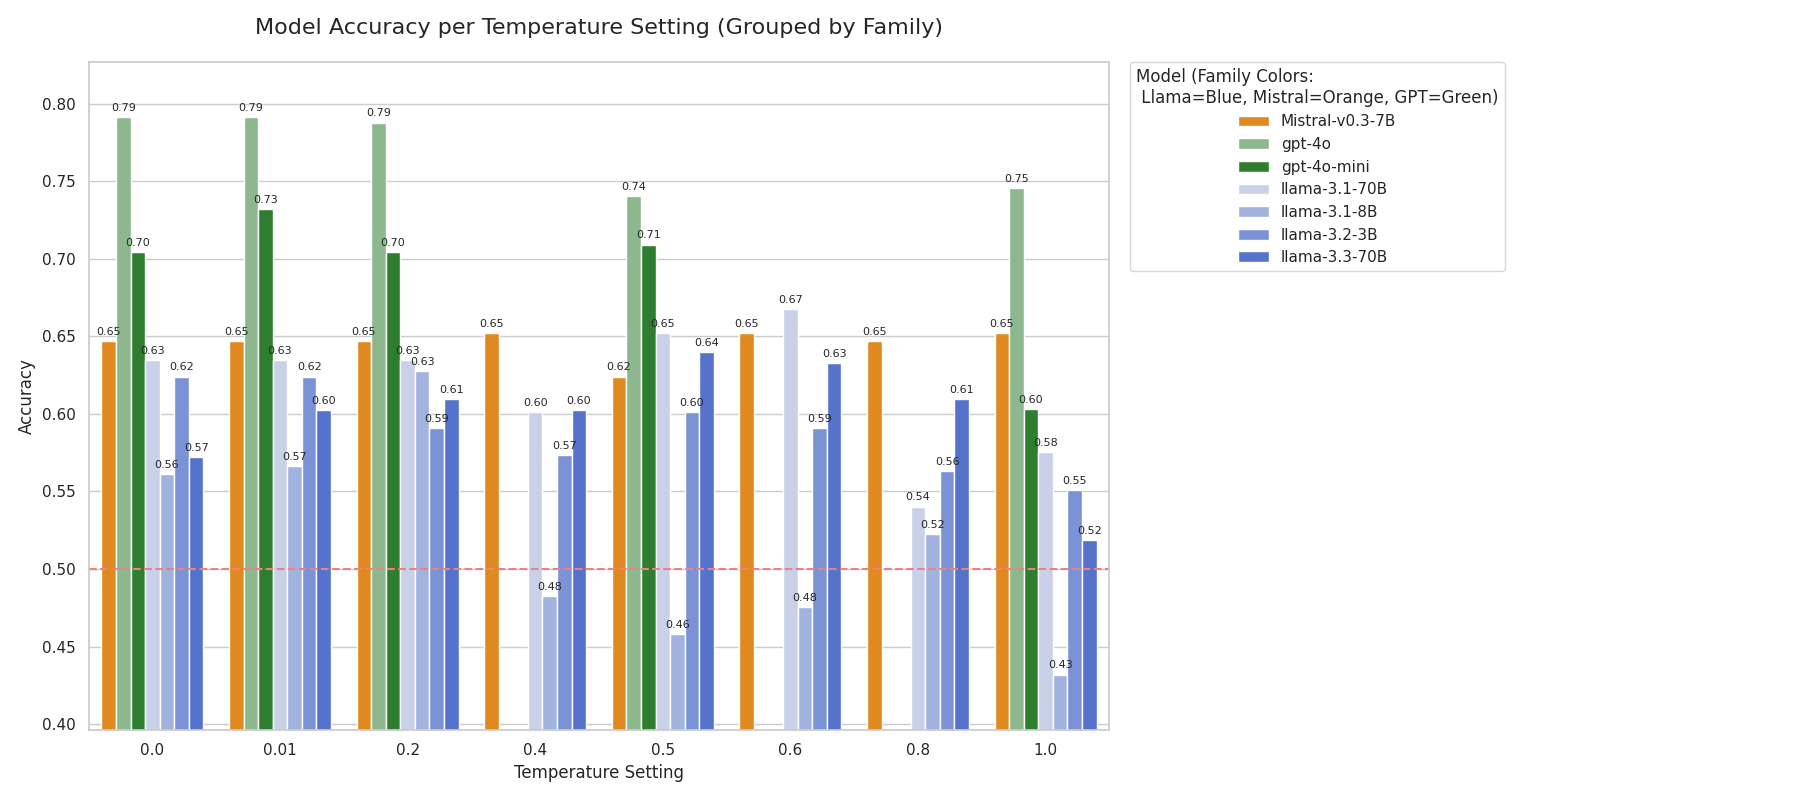 Model Accuracy per Temperature Setting (Grouped by Family)
Accuracy
0.80
0.75
0.70
0.65
0.60
0.55
0.50
0.45
0.40
0.65 0.79 0.70 0.63 0.56 0.62 0.57
0.65 0.79 0.73 0.63 0.57 0.62 0.60
0.65 0.79 0.70 0.63 0.63 0.59 0.61
0.65 0.60 0.48 0.57 0.60
0.62 0.74 0.71 0.65 0.46 0.60 0.64
0.65 0.67 0.48 0.59 0.63
0.65 0.54 0.52 0.56 0.61
0.65 0.75 0.60 0.58 0.43 0.55 0.52
0.0 0.01 0.2 0.4 0.5 0.6 0.8 1.0
Temperature Setting
Model (Family Colors:
Llama=Blue, Mistral=Orange, GPT=Green)
Mistral-v0.3-7B
gpt-4o
gpt-4o-mini
llama-3.1-70B
llama-3.1-8B
llama-3.2-3B
llama-3.3-70B